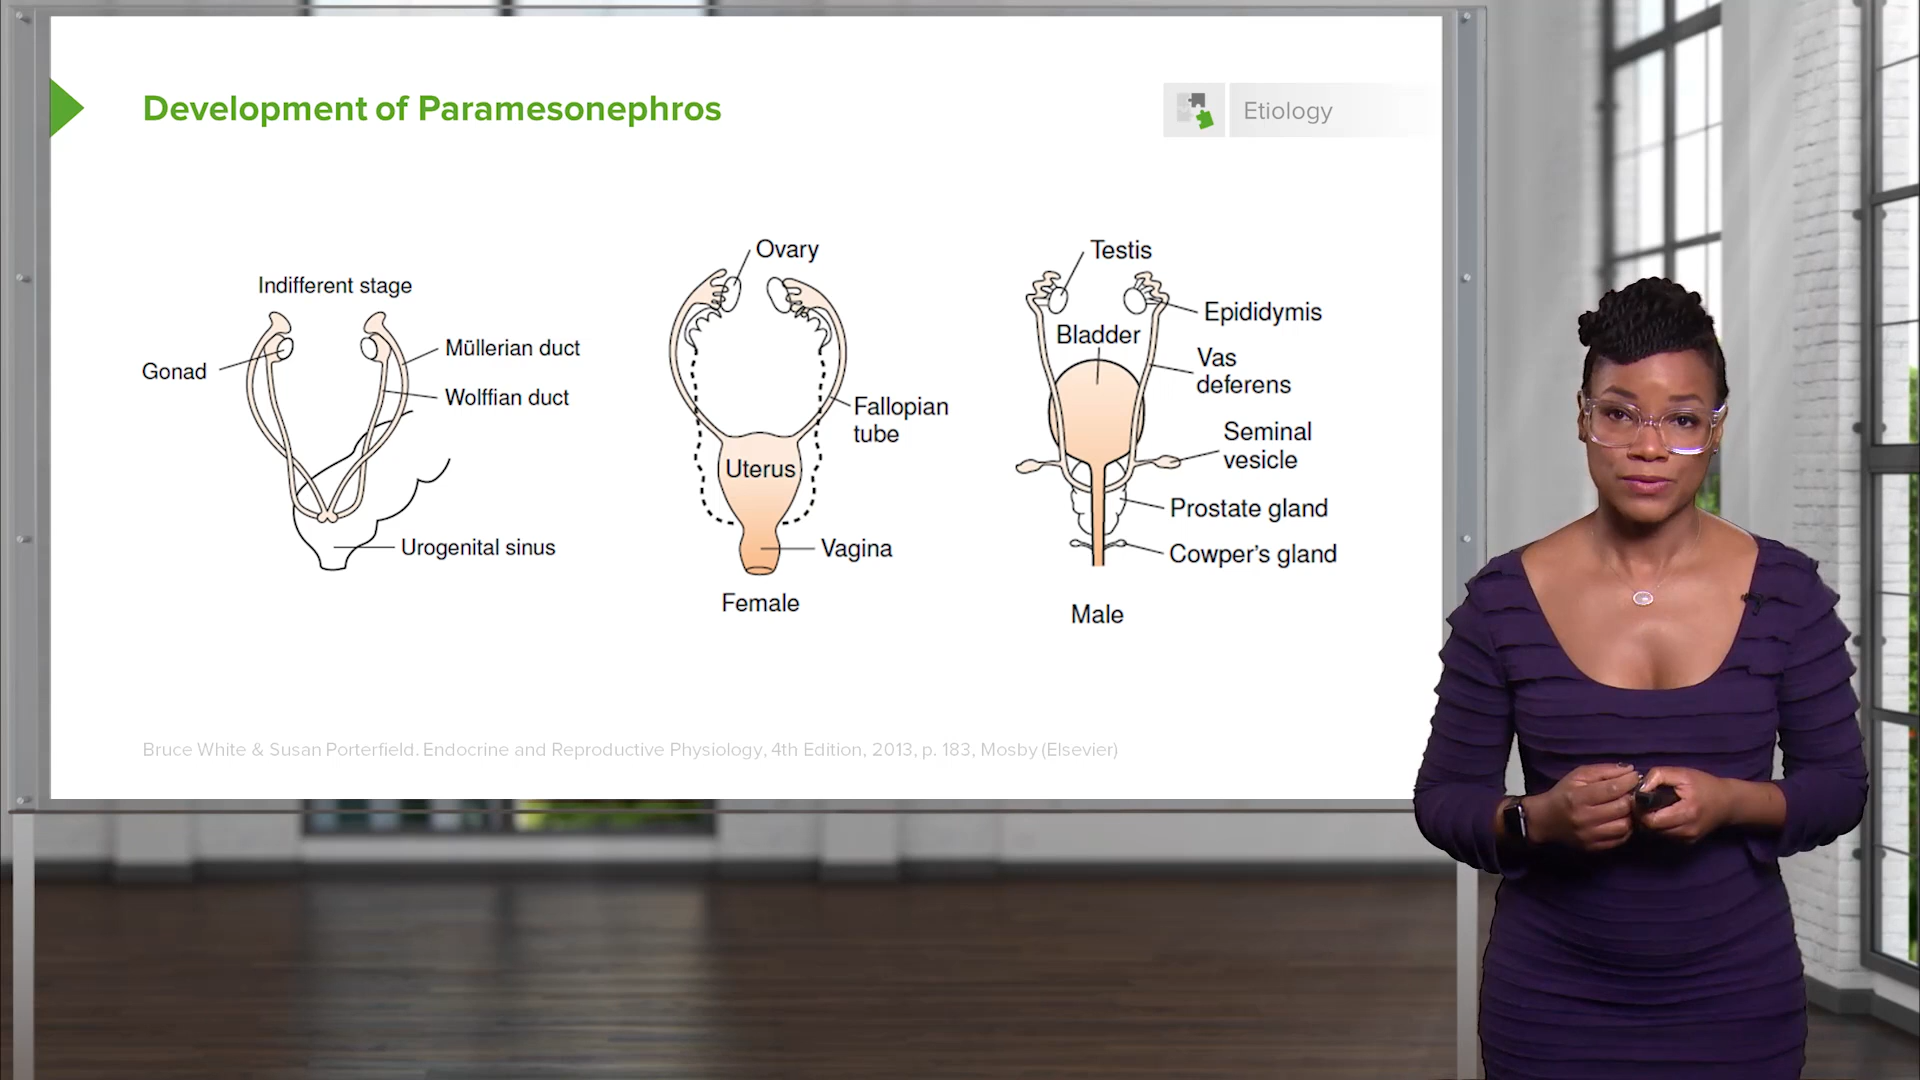 Development of Paramesonephros
Etiology
Indifferent stage
Gonad
Müllerian duct
Wolffian duct
Urogenital sinus
Ovary
Fallopian
tube
Uterus
Vagina
Female
Testis
Epididymis
Bladder
Vas
deferens
Seminal
vesicle
Prostate gland
Cowper's gland
Male
Bruce White & Susan Porterfield. Endocrine and Reproductive Physiology, 4th Edition, 2013, p. 183, Mosby (Elsevier)